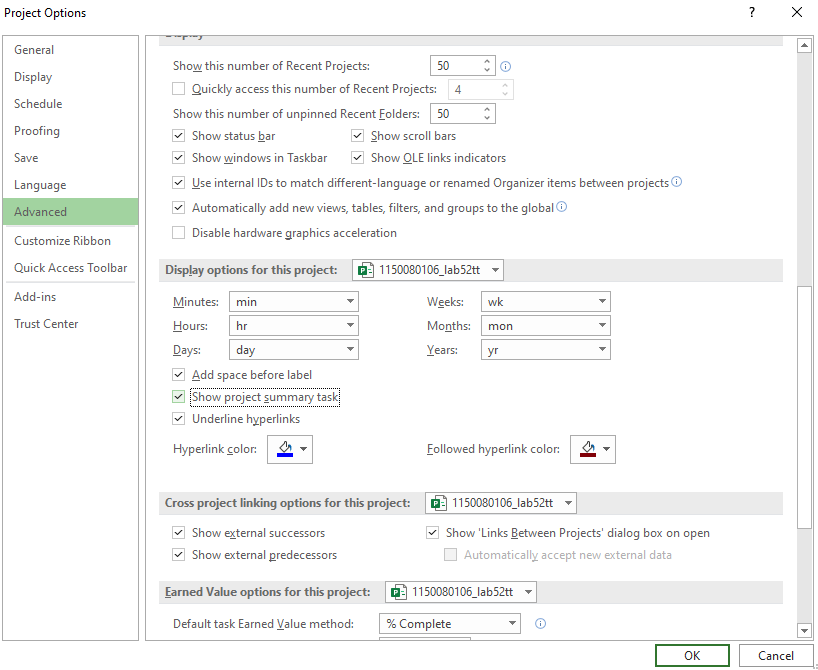 Project Options
?
General
Display
Schedule
Proofing
Save
Language
Advanced
Customize Ribbon
Quick Access Toolbar
Add-ins
Trust Center
Display
Show this number of Recent Projects: 50
Quickly access this number of Recent Projects: 4
Show this number of unpinned Recent Folders: 50
Show status bar Show scroll bars
Show windows in Taskbar Show OLE links indicators
Use internal IDs to match different-language or renamed Organizer items between projects
Automatically add new views, tables, filters, and groups to the global
Disable hardware graphics acceleration
Display options for this project: 1150080106_lab52tt
Minutes: min Weeks: wk
Hours: hr Months: mon
Days: day Years: yr
Add space before label
Show project summary task
Underline hyperlinks
Hyperlink color: Followed hyperlink color:
Cross project linking options for this project: 1150080106_lab52tt
Show external successors Show 'Links Between Projects' dialog box on open
Show external predecessors Automatically accept new external data
Earned Value options for this project: 1150080106_lab52tt
Default task Earned Value method: % Complete
OK Cancel